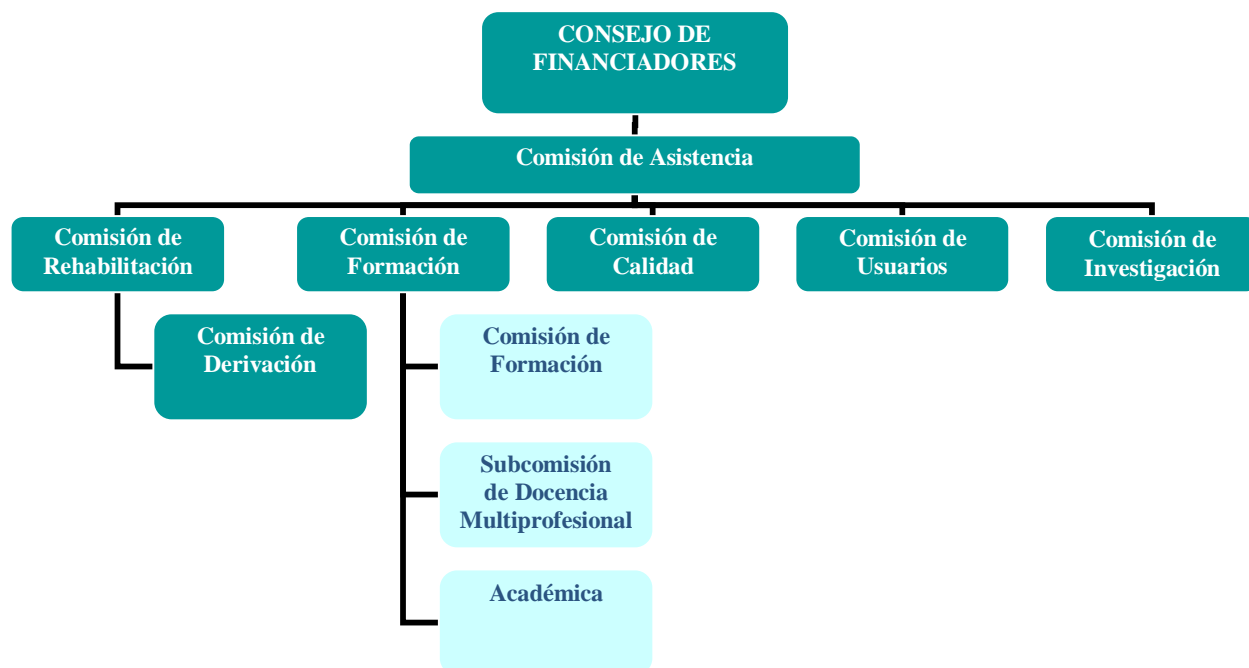 CONSEJO DE
FINANCIADORES
Comisión de Asistencia
Comisión de
Rehabilitación
Comisión de
Formación
Comisión de
Calidad
Comisión de
Usuarios
Comisión de
Investigación
Comisión de
Derivación
Comisión de
Formación
Subcomisión
de Docencia
Multiprofesional
Académica